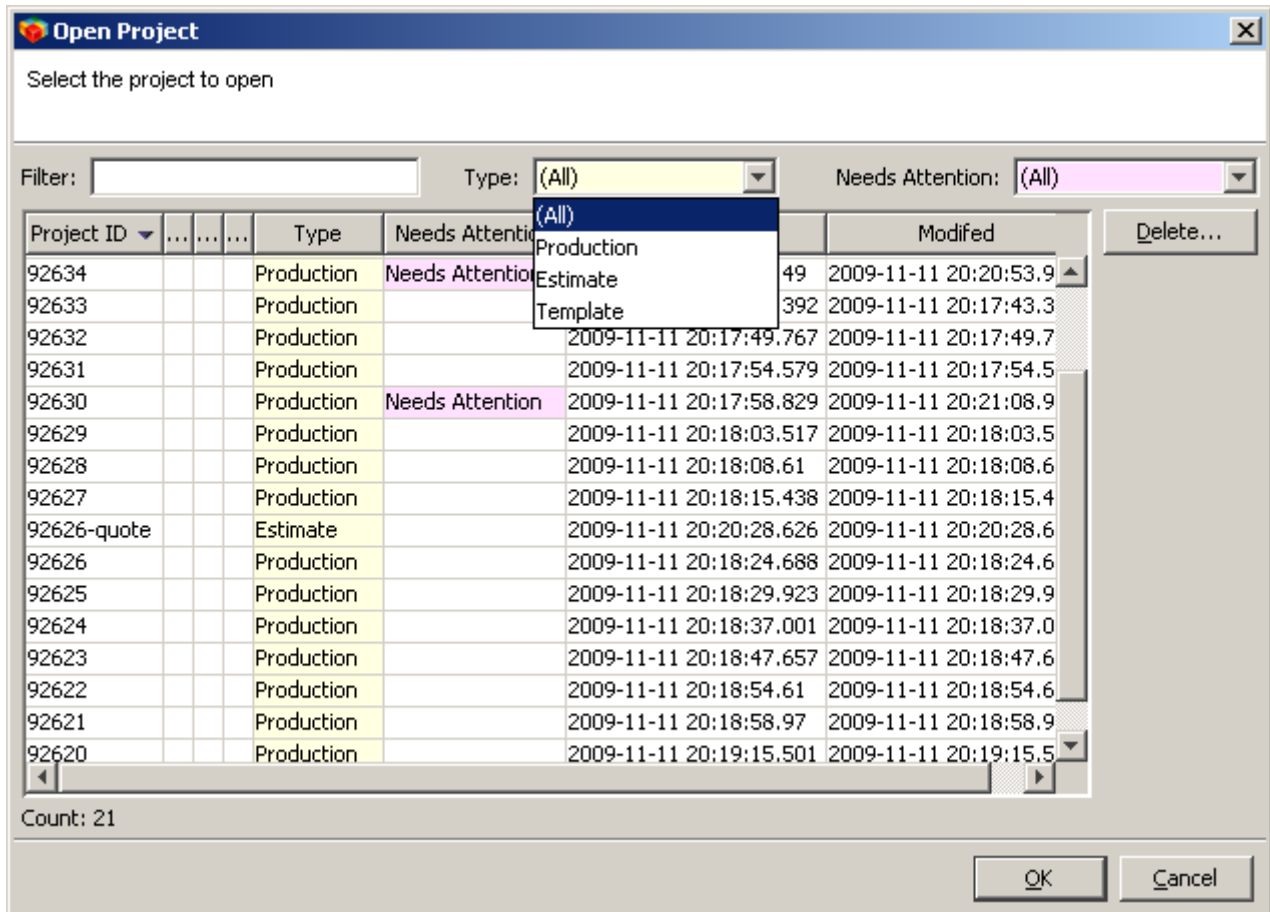 Open Project
Select the project to open
Filter: Type: (All) Needs Attention: (All)
(All)
Production
Estimate
Template
Project ID ... ... ... Type Needs Attentio Modifed Delete...
92634 Production Needs Attention 49 2009-11-11 20:20:53.9
92633 Production 392 2009-11-11 20:17:43.3
92632 Production 2009-11-11 20:17:49.767 2009-11-11 20:17:49.7
92631 Production 2009-11-11 20:17:54.579 2009-11-11 20:17:54.5
92630 Production Needs Attention 2009-11-11 20:17:58.829 2009-11-11 20:21:08.9
92629 Production 2009-11-11 20:18:03.517 2009-11-11 20:18:03.5
92628 Production 2009-11-11 20:18:08.61 2009-11-11 20:18:08.6
92627 Production 2009-11-11 20:18:15.438 2009-11-11 20:18:15.4
92626-quote Estimate 2009-11-11 20:20:28.626 2009-11-11 20:20:28.6
92626 Production 2009-11-11 20:18:24.688 2009-11-11 20:18:24.6
92625 Production 2009-11-11 20:18:29.923 2009-11-11 20:18:29.9
92624 Production 2009-11-11 20:18:37.001 2009-11-11 20:18:37.0
92623 Production 2009-11-11 20:18:47.657 2009-11-11 20:18:47.6
92622 Production 2009-11-11 20:18:54.61 2009-11-11 20:18:54.6
92621 Production 2009-11-11 20:18:58.97 2009-11-11 20:18:58.9
92620 Production 2009-11-11 20:19:15.501 2009-11-11 20:19:15.5
Count: 21
OK Cancel